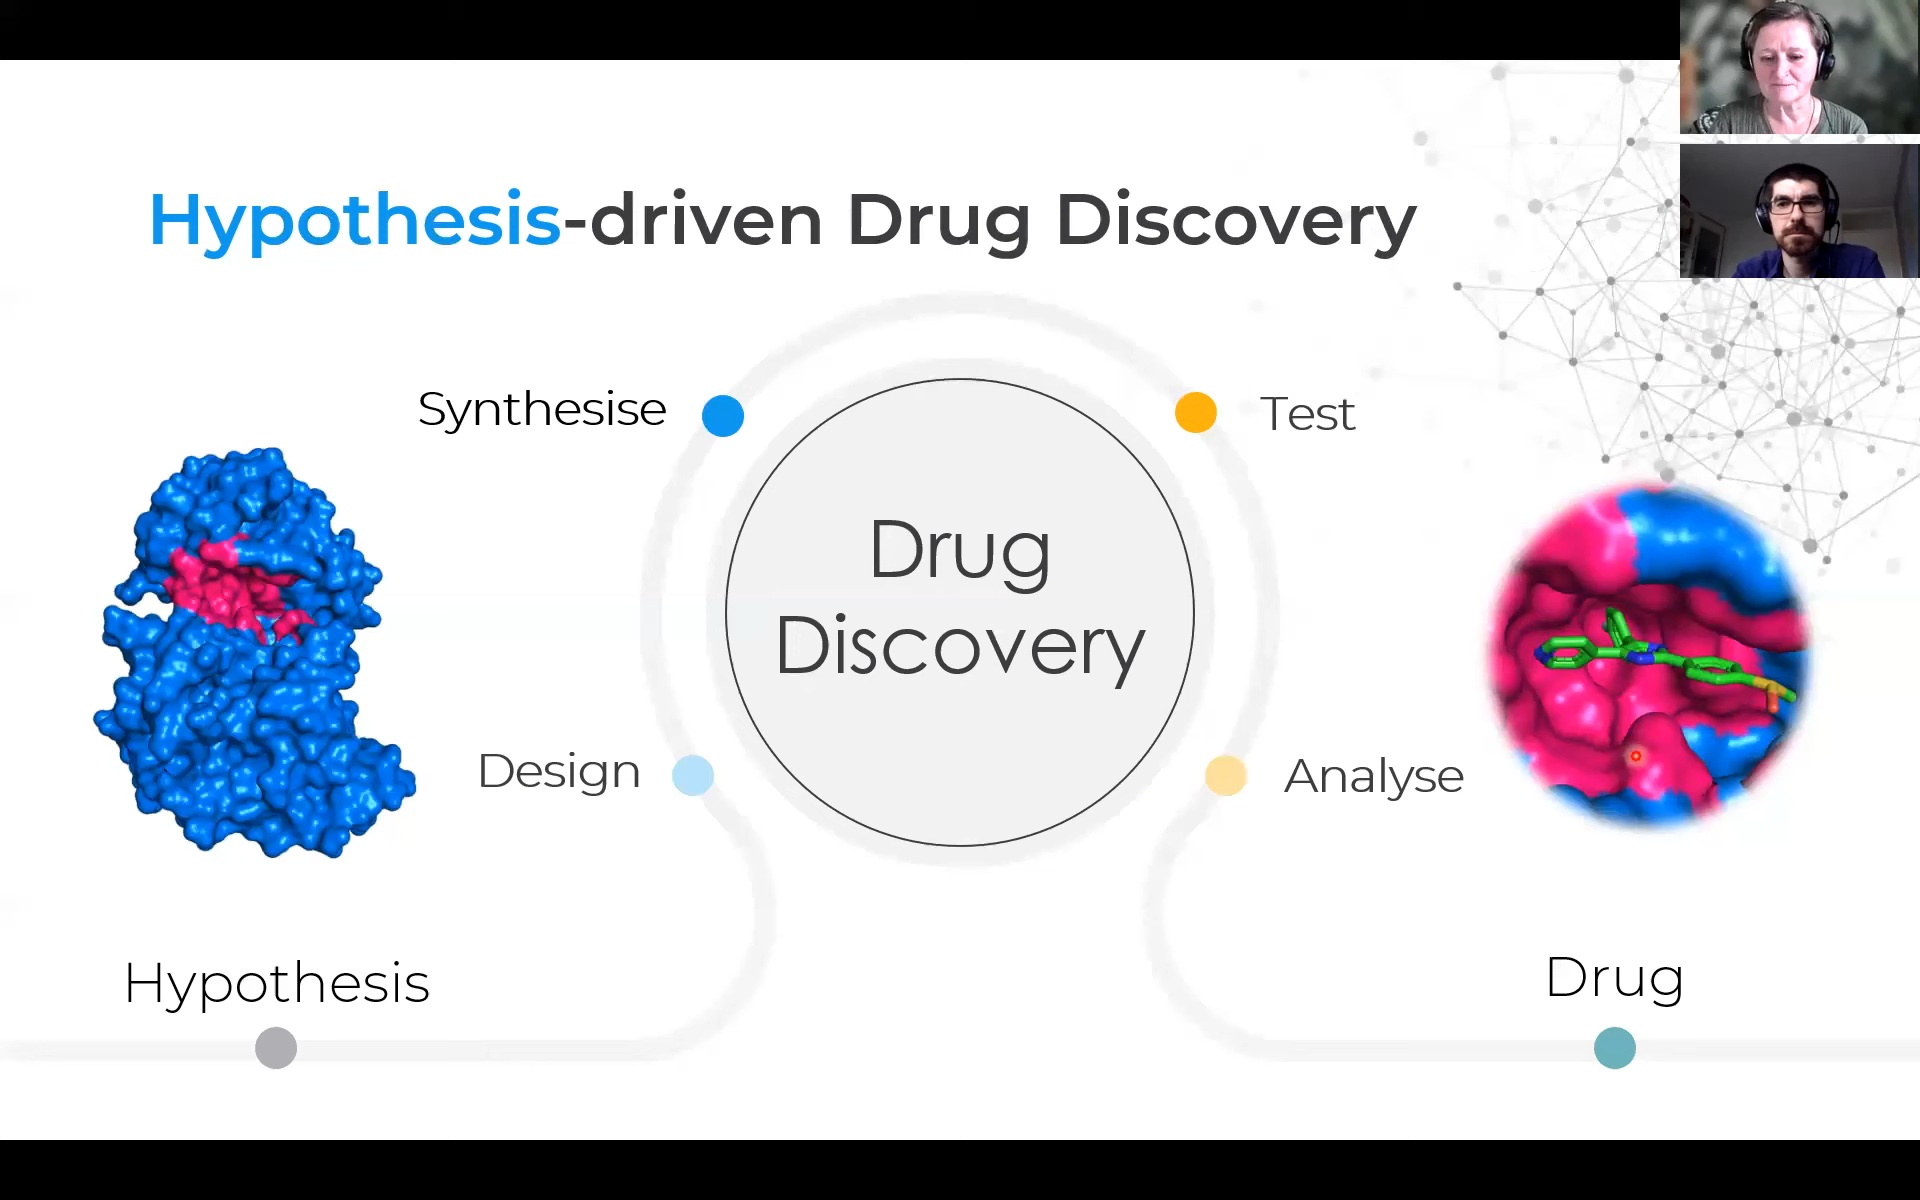 Hypothesis-driven Drug Discovery
Synthesise
Test
Drug
Discovery
Design
Analyse
Hypothesis
Drug